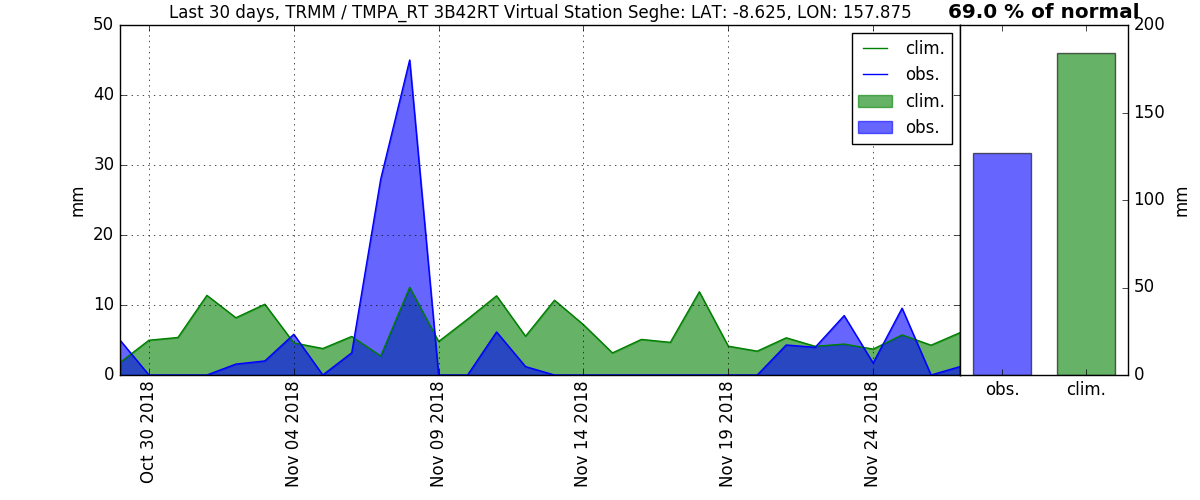 Last 30 days, TRMM / TMPA_RT 3B42RT Virtual Station Seghe: LAT: -8.625, LON: 157.875
69.0 % of normal
50
40
30
20
10
0
mm
clim.
obs.
clim.
obs.
Oct 30 2018
Nov 04 2018
Nov 09 2018
Nov 14 2018
Nov 19 2018
Nov 24 2018
200
150
100
50
0
mm
obs.
clim.